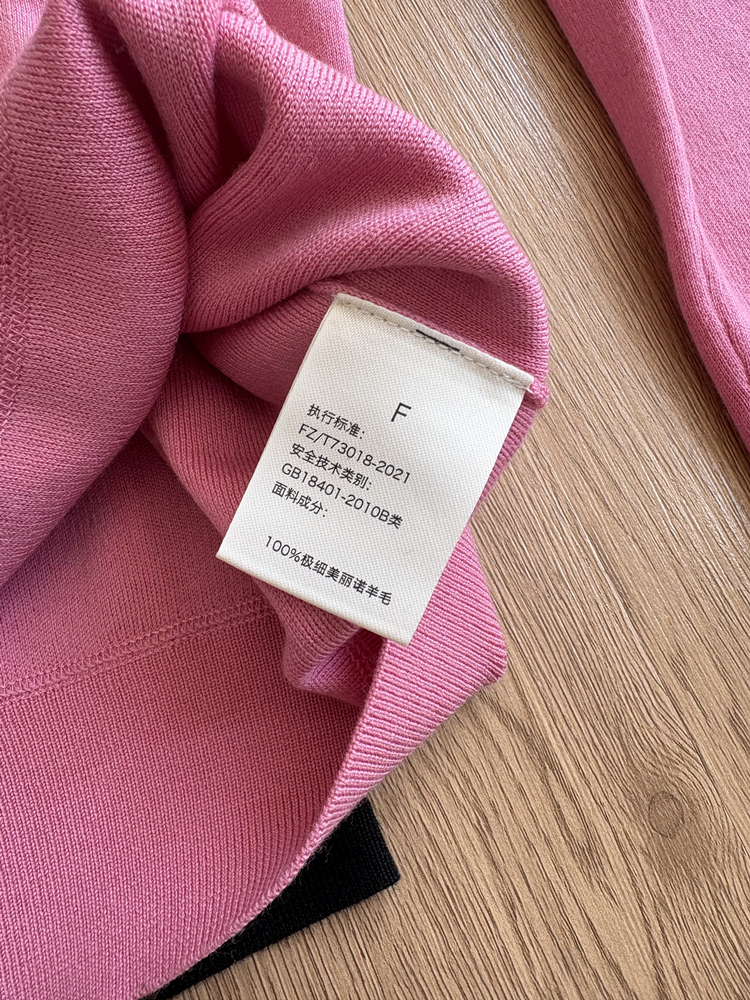 F
执行标准:
FZ/T73018-2021
安全技术类别:
GB18401-2010B类
面料成分:
100%极细美丽诺羊毛